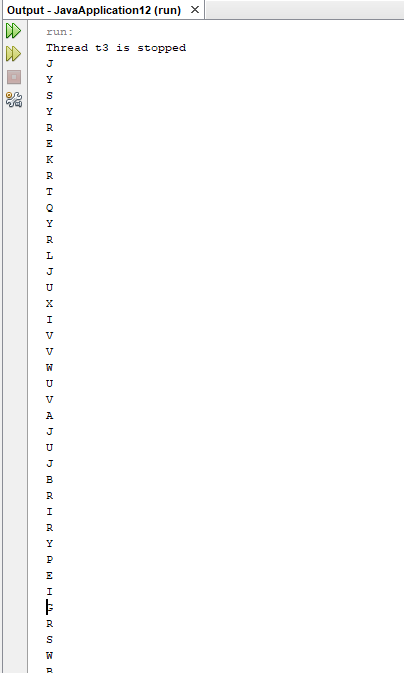 Output - JavaApplication12 (run)
run:
Thread t3 is stopped
J
Y
S
Y
R
E
K
R
T
Q
Y
R
L
J
U
X
I
V
V
W
U
V
A
J
U
J
B
R
I
R
Y
P
E
I
G
R
S
W